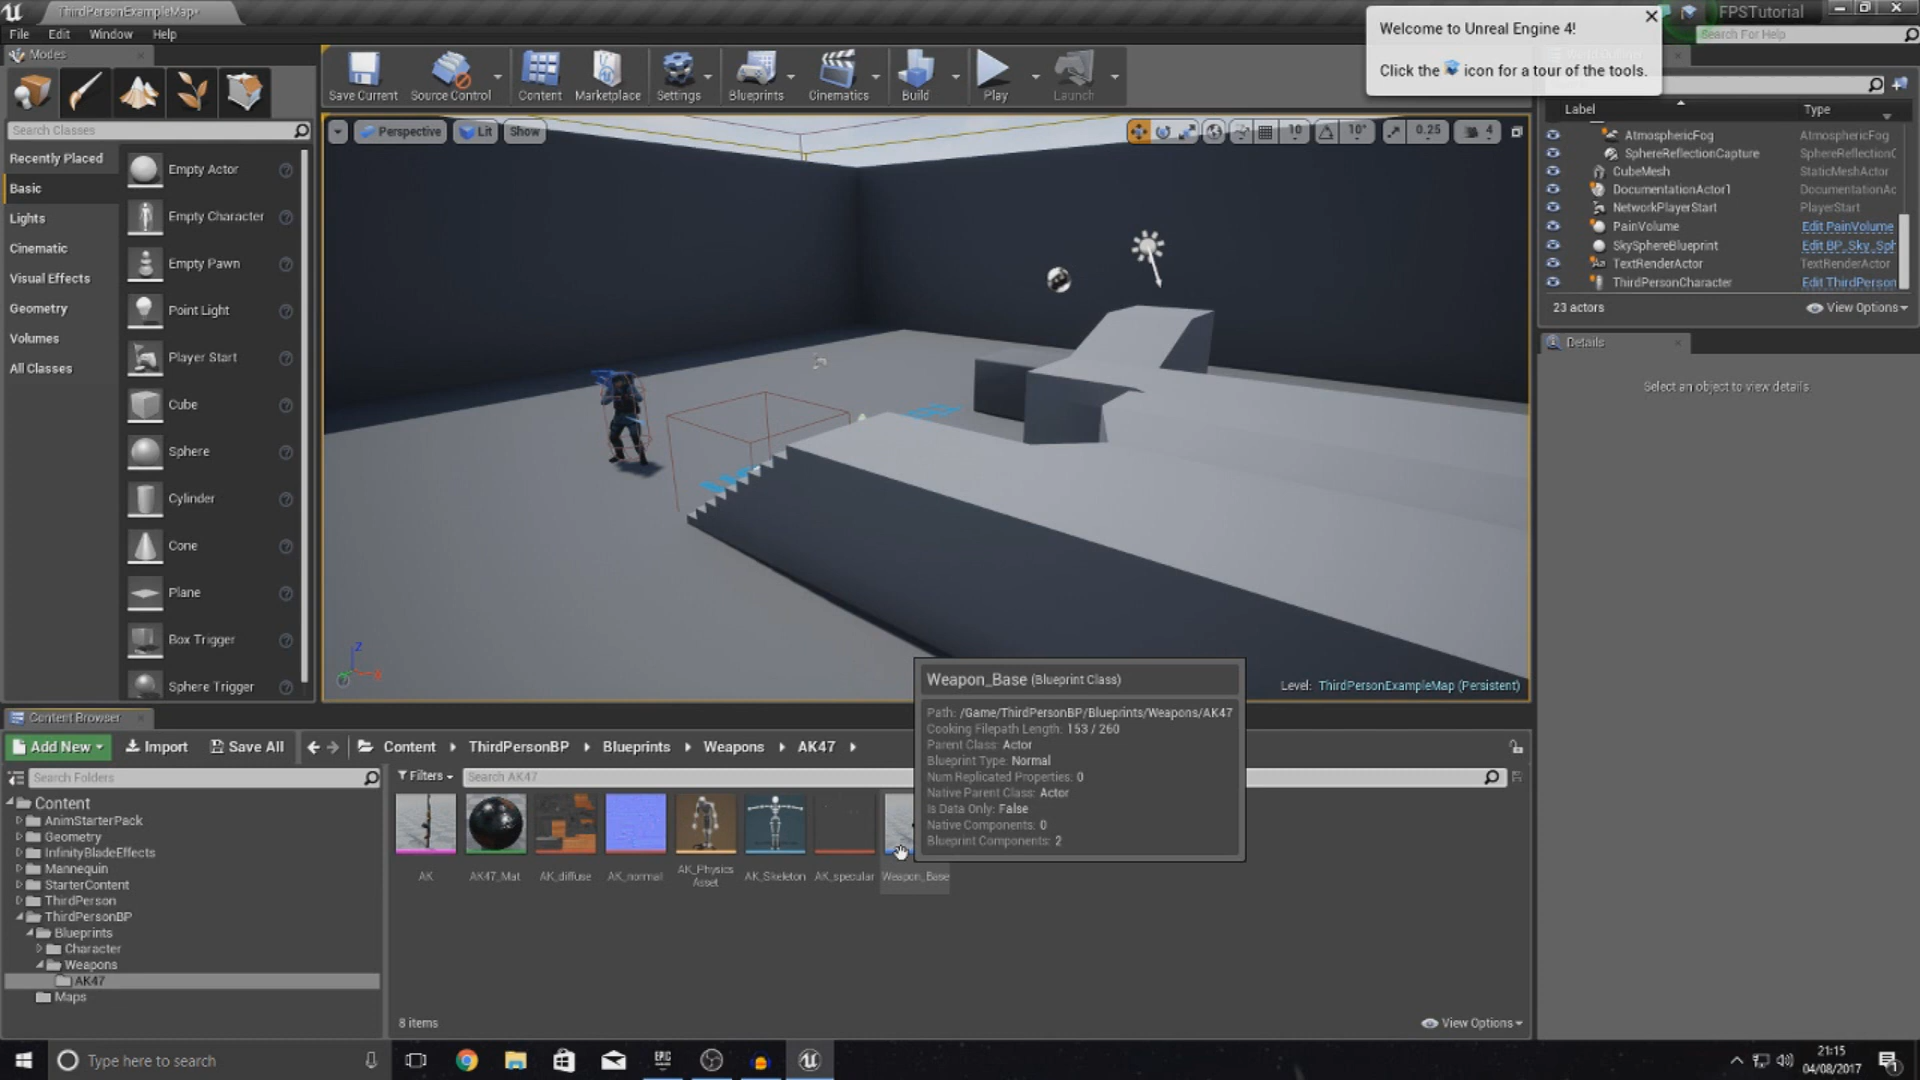 ThirdPersonExampleMap*
FPSTutorial
File Edit Window Help
Search For Help
Welcome to Unreal Engine 4!
Click the icon for a tour of the tools.
Modes
Save Current
Source Control
Content
Marketplace
Settings
Blueprints
Cinematics
Build
Play
Launch
Search Classes
Recently Placed
Basic
Lights
Cinematic
Visual Effects
Geometry
Volumes
All Classes
Empty Actor
Empty Character
Empty Pawn
Point Light
Player Start
Cube
Sphere
Cylinder
Cone
Plane
Box Trigger
Sphere Trigger
Perspective
Lit
Show
10
10°
0.25
4
Z
Level: ThirdPersonExampleMap (Persistent)
Label Type
AtmosphericFog AtmosphericFog
SphereReflectionCapture SphereReflectionC
CubeMesh StaticMeshActor
DocumentationActor1 DocumentationAc
NetworkPlayerStart PlayerStart
PainVolume Edit PainVolume
SkySphereBlueprint Edit BP_Sky_Sph
TextRenderActor TextRenderActor
ThirdPersonCharacter Edit ThirdPerson
23 actors
View Options
Details
Select an object to view details
Content Browser
Add New
Import
Save All
Content ThirdPersonBP Blueprints Weapons AK47
Search Folders
Filters
Search AK47
Content
AnimStarterPack
Geometry
InfinityBladeEffects
Mannequin
StarterContent
ThirdPerson
ThirdPersonBP
Blueprints
Character
Weapons
AK47
Maps
AK
AK47_Mat
AK_diffuse
AK_normal
AK_Physics
Asset
AK_Skeleton
AK_specular
Weapon_Base
Weapon_Base (Blueprint Class)
Path: /Game/ThirdPersonBP/Blueprints/Weapons/AK47
Cooking Filepath Length: 153 / 260
Parent Class: Actor
Blueprint Type: Normal
Num Replicated Properties: 0
Native Parent Class: Actor
Is Data Only: False
Native Components: 0
Blueprint Components: 2
8 items
View Options
Type here to search
EPIC
21:15
04/08/2017
1